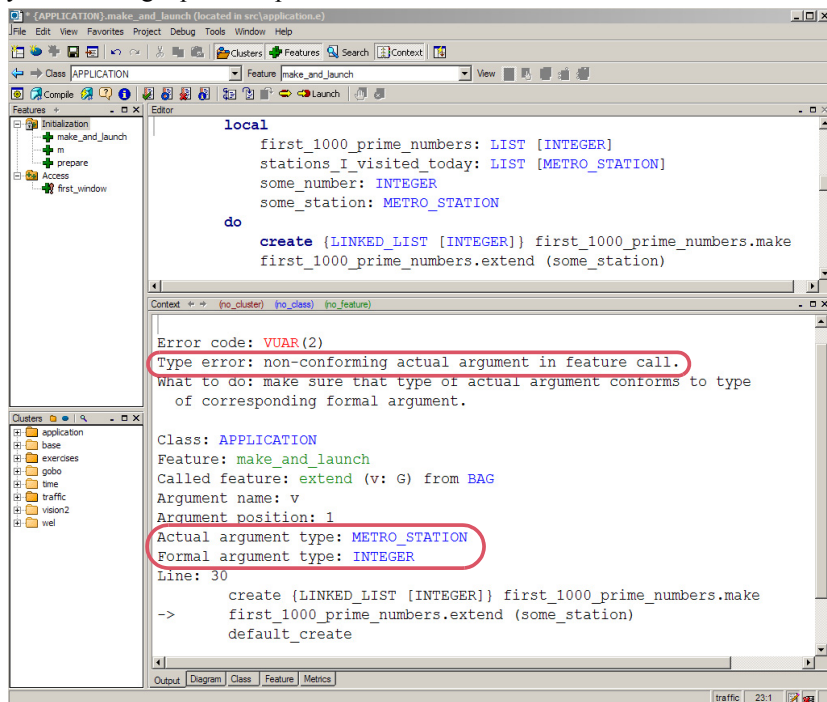 * {APPLICATION}.make_and_launch (located in src\application.e)
File Edit View Favorites Project Debug Tools Window Help
Clusters Features Search Context
Class APPLICATION Feature make_and_launch View
Compile Launch
Features
Initialization
make_and_launch
m
prepare
Access
first_window
Editor
local
first_1000_prime_numbers: LIST [INTEGER]
stations_I_visited_today: LIST [METRO_STATION]
some_number: INTEGER
some_station: METRO_STATION
do
create {LINKED_LIST [INTEGER]} first_1000_prime_numbers.make
first_1000_prime_numbers.extend (some_station)
Context (no_cluster) (no_class) (no_feature)
Error code: VUAR(2)
Type error: non-conforming actual argument in feature call.
What to do: make sure that type of actual argument conforms to type
of corresponding formal argument.
Class: APPLICATION
Feature: make_and_launch
Called feature: extend (v: G) from BAG
Argument name: v
Argument position: 1
Actual argument type: METRO_STATION
Formal argument type: INTEGER
Line: 30
create {LINKED_LIST [INTEGER]} first_1000_prime_numbers.make
-> first_1000_prime_numbers.extend (some_station)
default_create
Clusters
application
base
exercises
gobo
time
traffic
vision2
wel
Output Diagram Class Feature Metrics
traffic 23:1